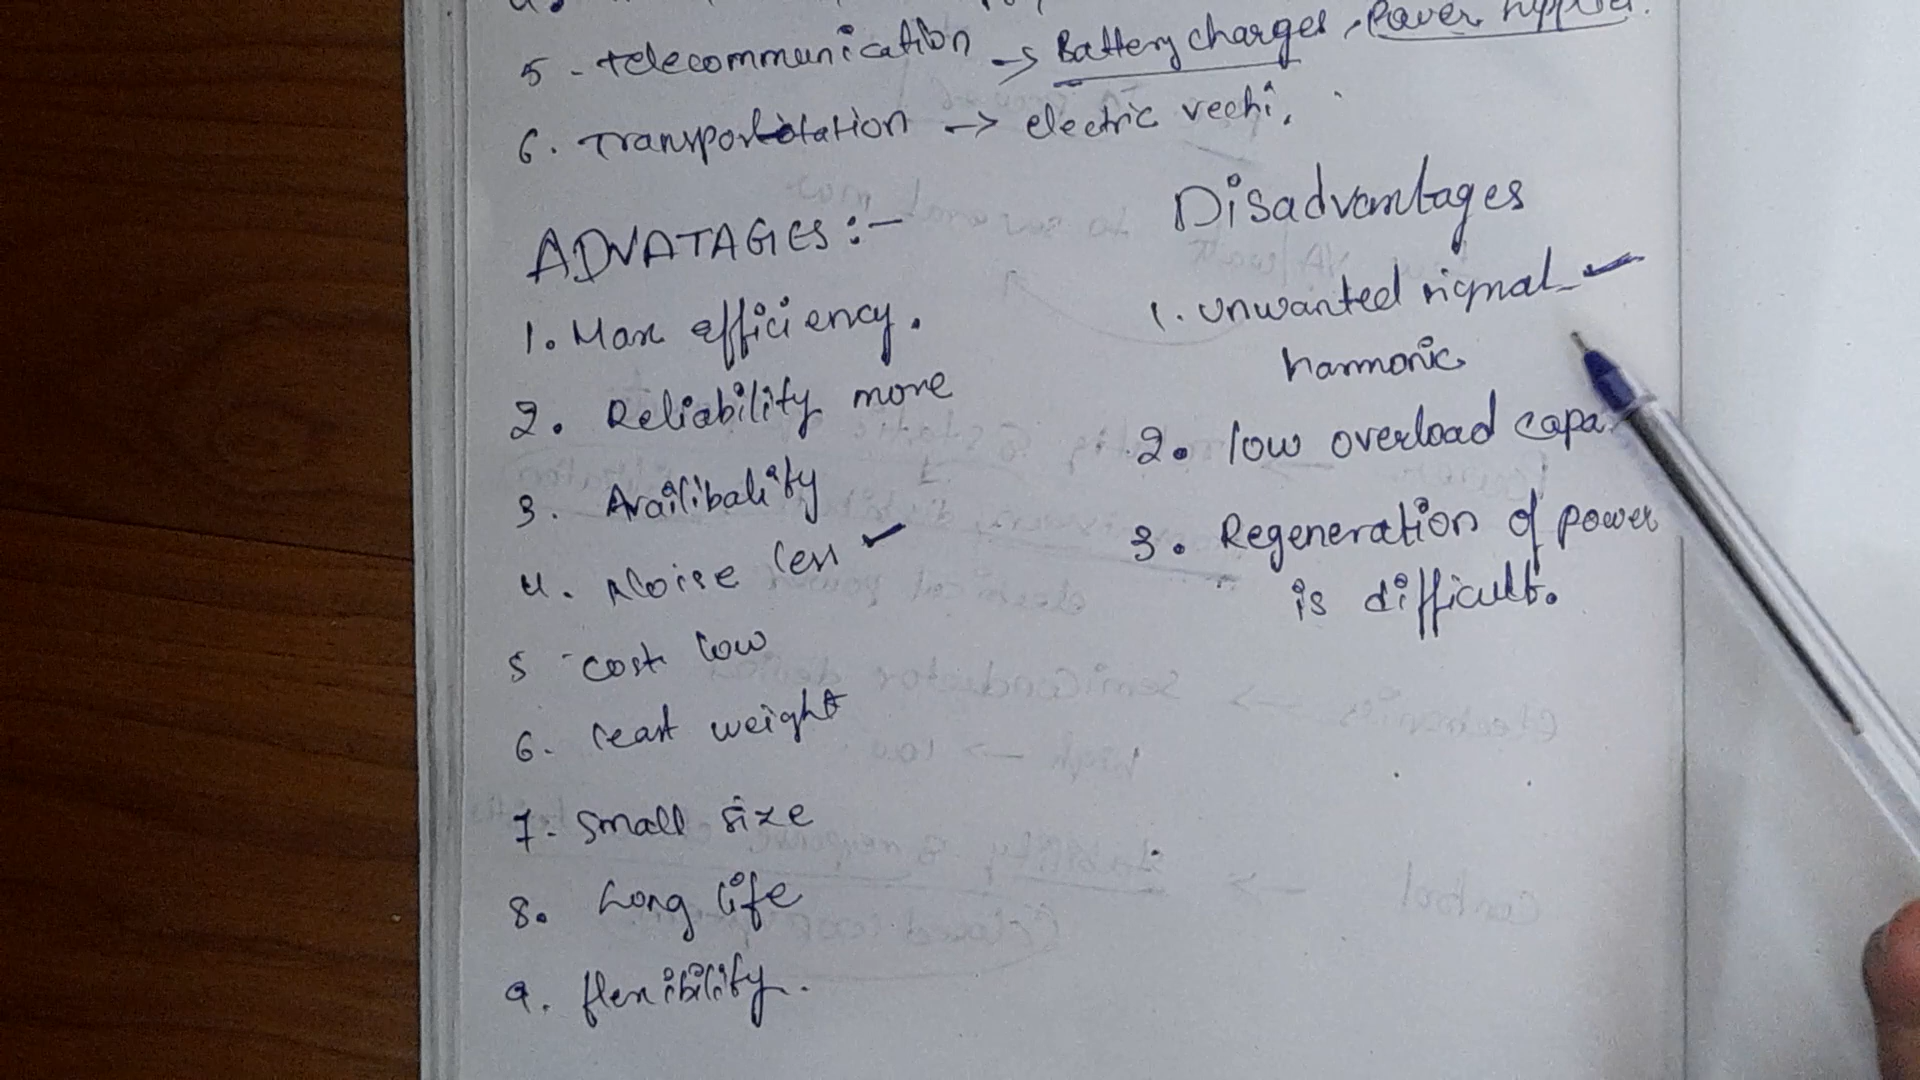 5 - telecommunication → Battery charges, Power
6. Transportotation → electric vechi,
ADVATAGES :-
1. Max efficiency.
2. Reliability more
3. Availibality
4. Noise less ✓
5 - cost low
6. least weight
7. small size
8. Long life
9. flexibility.
Disadvantages
1. unwanted signal ✓
harmonic
2. low overload capa.
3. Regeneration of power
is difficult.